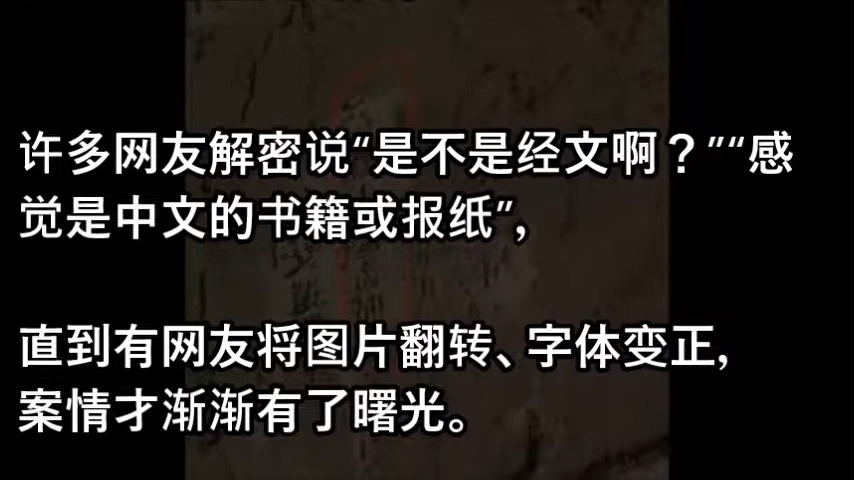 许多网友解密说“是不是经文啊？”“感
觉是中文的书籍或报纸”，
直到有网友将图片翻转、字体变正，
案情才渐渐有了曙光。